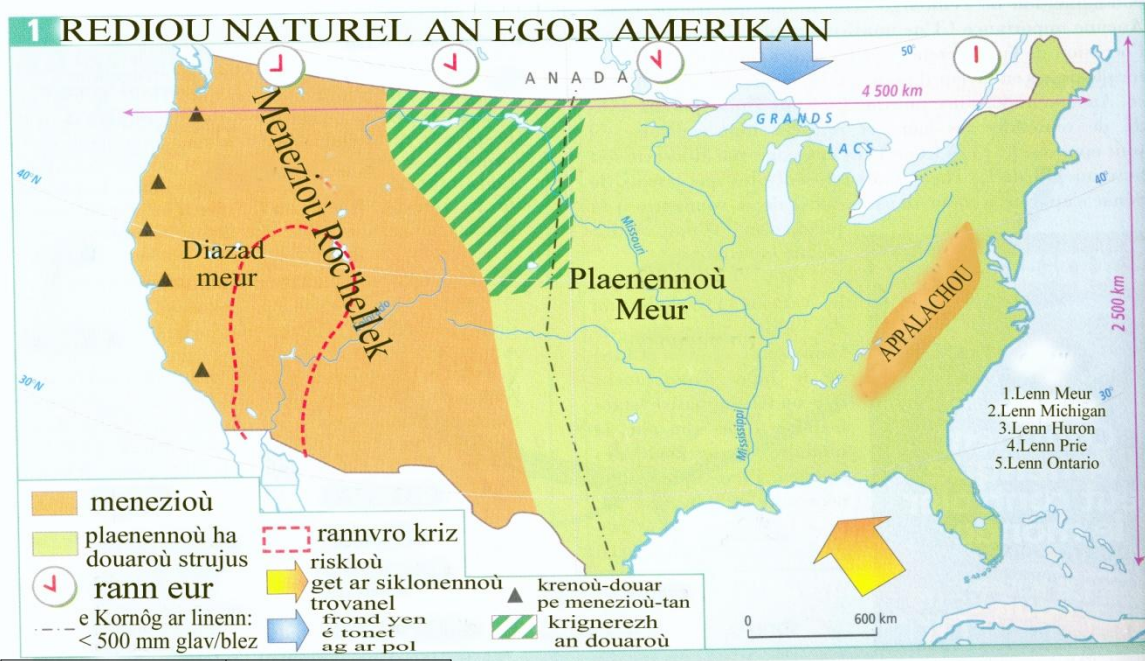 1 REDIOU NATUREL AN EGOR AMERIKAN
ANADA
50°
4 500 km
GRANDS
LACS
40°N
40°
Menezioù Roc'hellek
Missouri
Diazad
meur
Plaenennoù
Meur
2 500 km
APPALACHOU
30°N
30°
Mississippi
1.Lenn Meur
2.Lenn Michigan
3.Lenn Huron
4.Lenn Prie
5.Lenn Ontario
menezioù
plaenennoù ha
douaroù strujus
rann eur
e Kornôg ar linenn:
< 500 mm glav/blez
rannvro kriz
riskloù
get ar siklonennoù
trovanel
frond yen
é tonet
ag ar pol
krenoù-douar
pe menezioù-tan
krignerezh
an douaroù
0
600 km